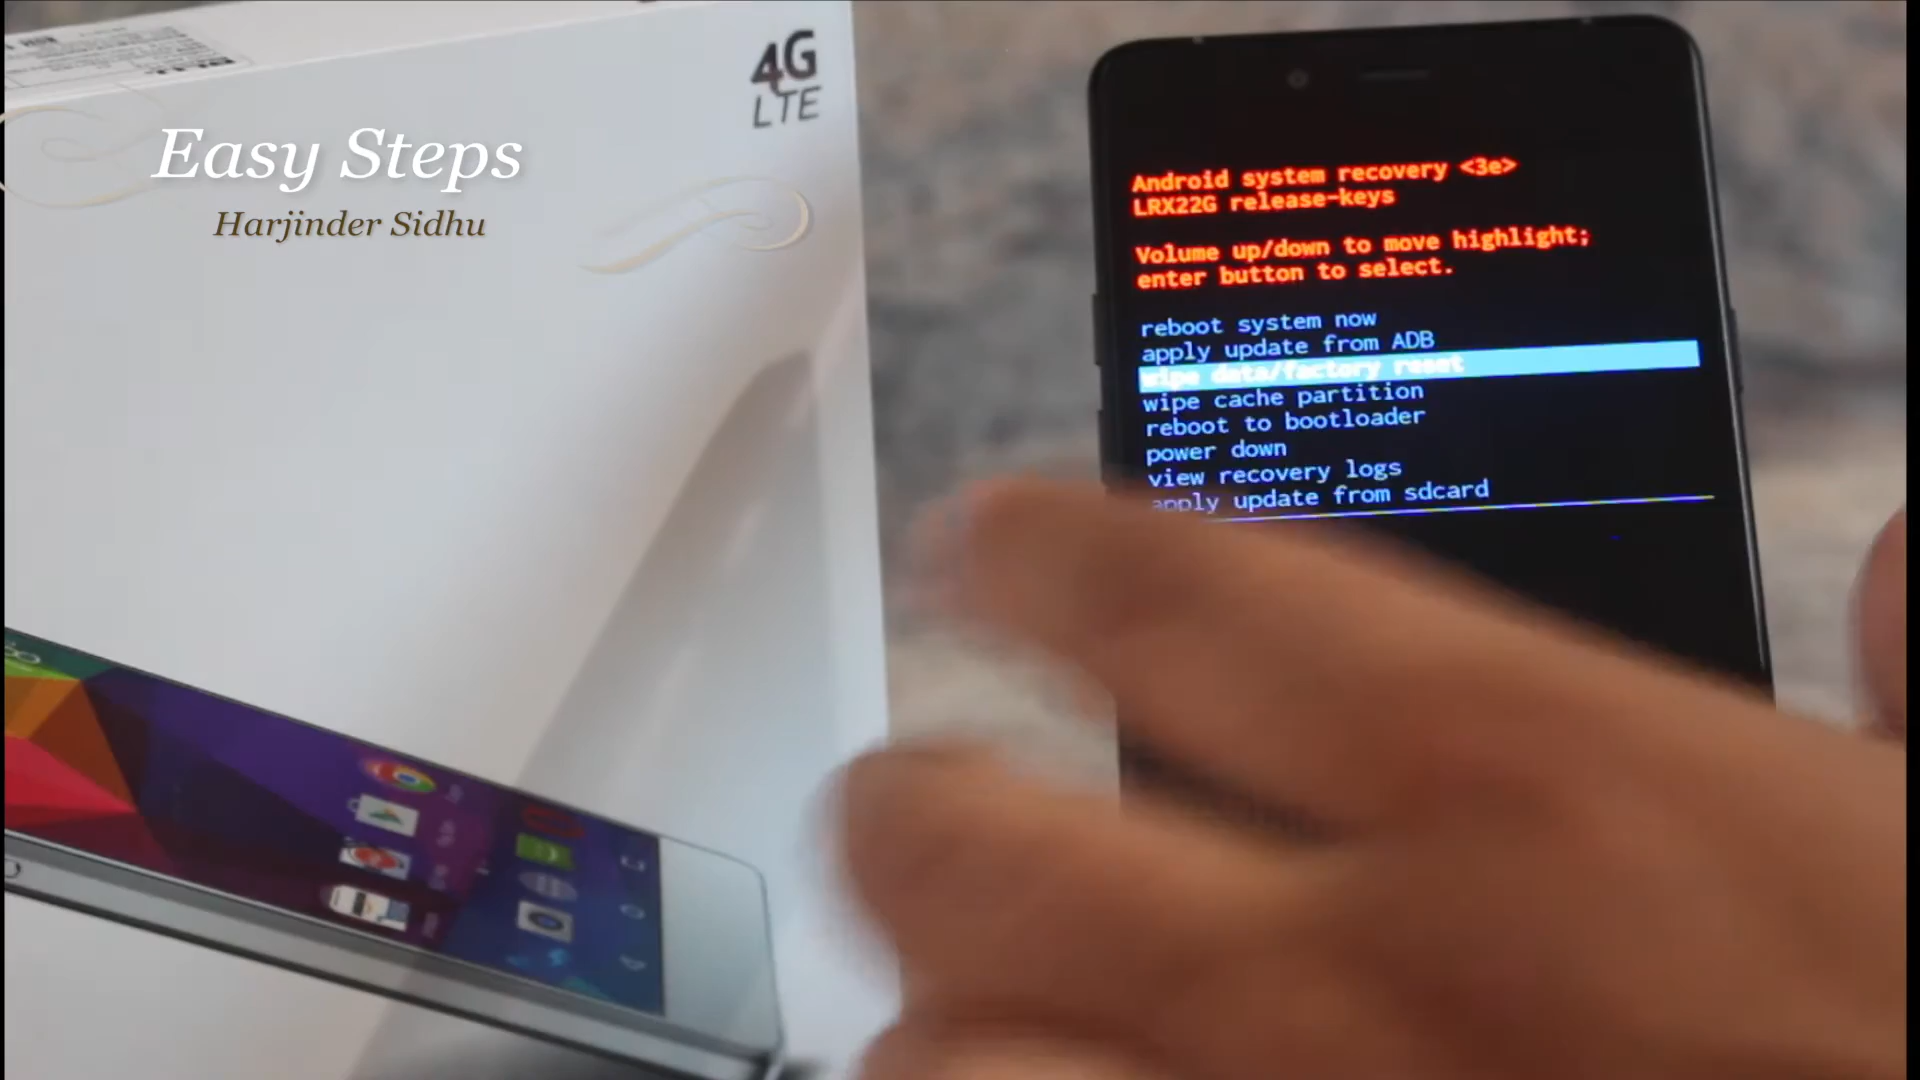 4G
LTE
Easy Steps
Harjinder Sidhu
Android system recovery <3e>
LRX22G release-keys
Volume up/down to move highlight;
enter button to select.
reboot system now
apply update from ADB
wipe data/factory reset
wipe cache partition
reboot to bootloader
power down
view recovery logs
apply update from sdcard